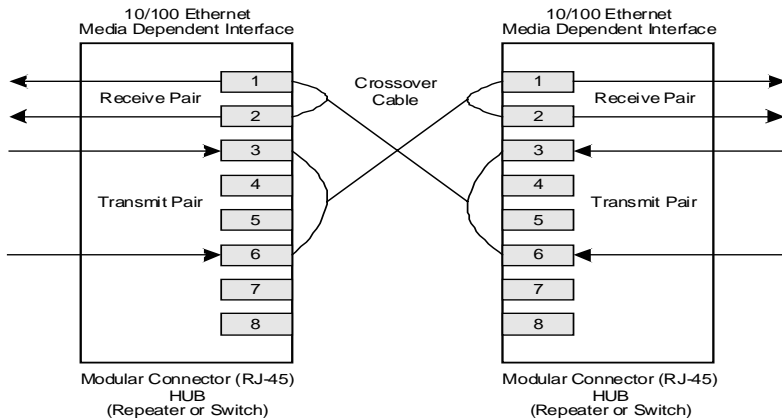 10/100 Ethernet
Media Dependent Interface
10/100 Ethernet
Media Dependent Interface
1
Receive Pair
2
3
4
Transmit Pair
5
6
7
8
Crossover
Cable
1
Receive Pair
2
3
4
Transmit Pair
5
6
7
8
Modular Connector (RJ-45)
HUB
(Repeater or Switch)
Modular Connector (RJ-45)
HUB
(Repeater or Switch)